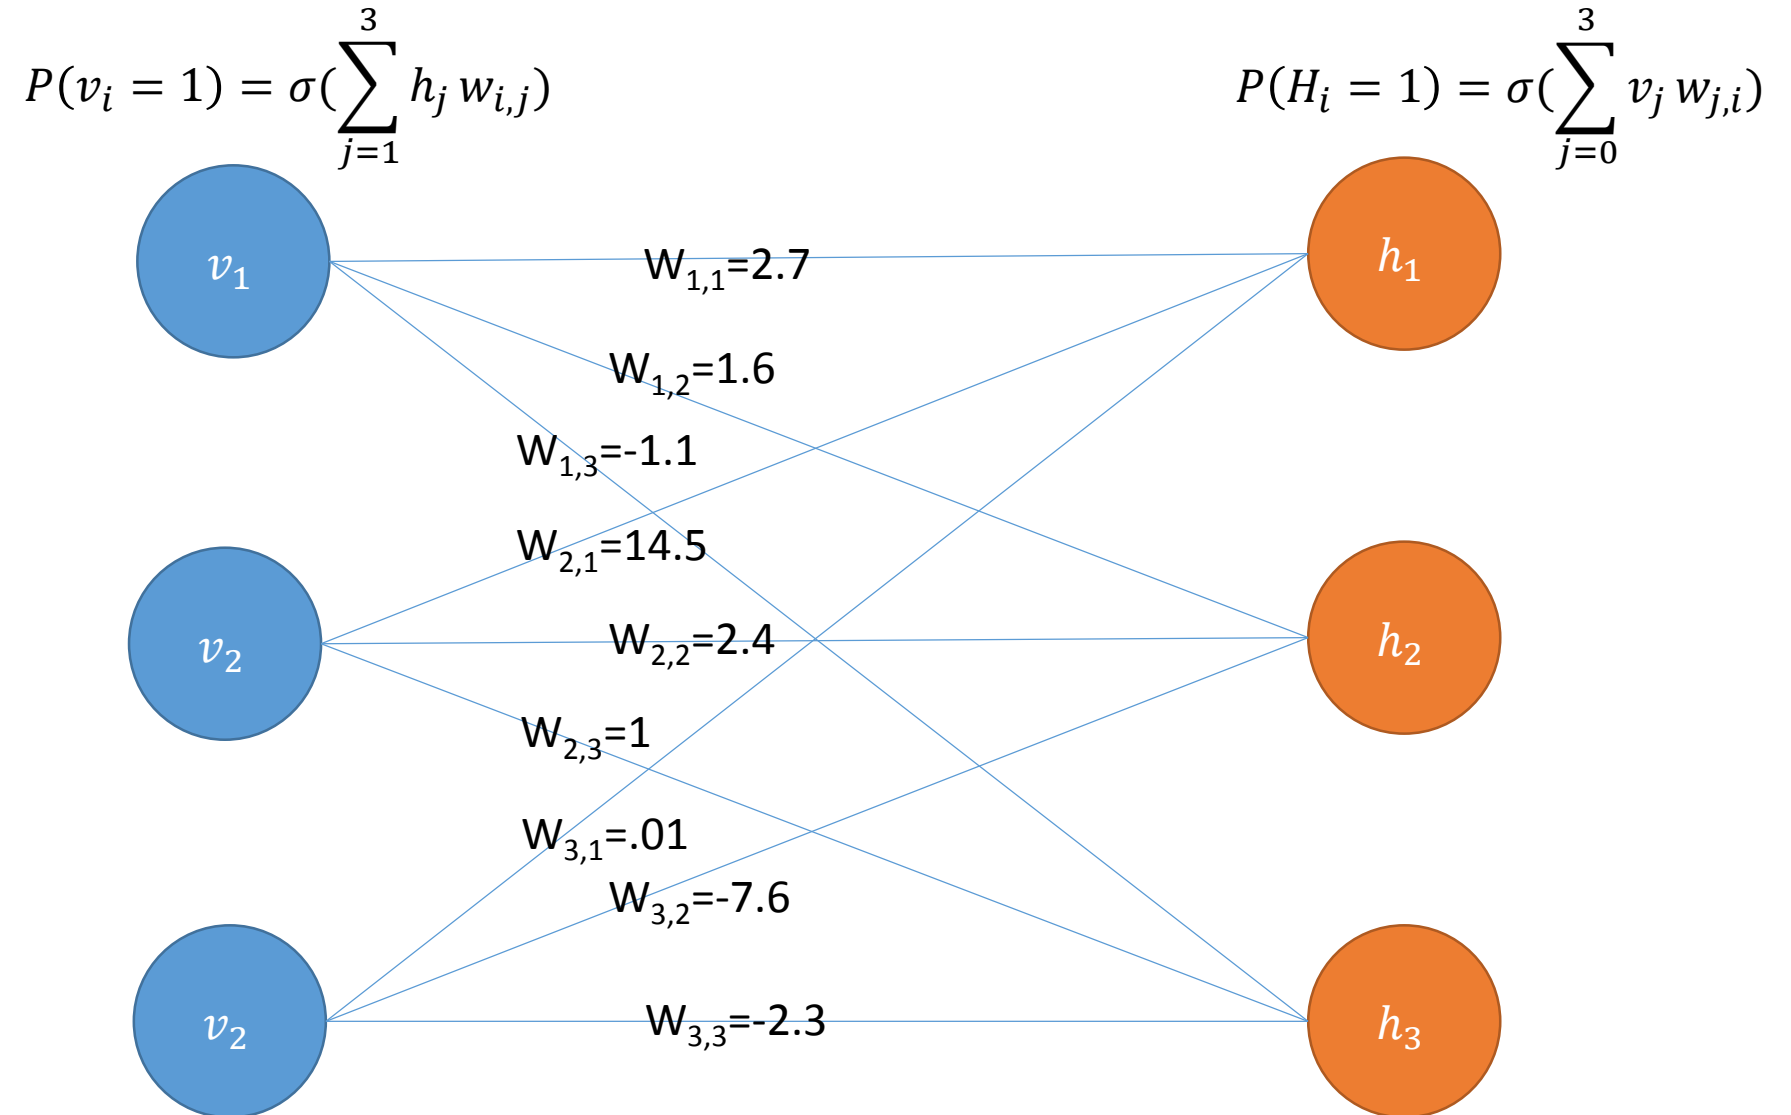 P(v_i = 1) = σ(∑_{j=1}^{3} h_j w_{i,j})
P(H_i = 1) = σ(∑_{j=0}^{3} v_j w_{j,i})
v_1
W_{1,1}=2.7
h_1
W_{1,2}=1.6
W_{1,3}=-1.1
W_{2,1}=14.5
v_2
W_{2,2}=2.4
h_2
W_{2,3}=1
W_{3,1}=.01
W_{3,2}=-7.6
v_2
W_{3,3}=-2.3
h_3